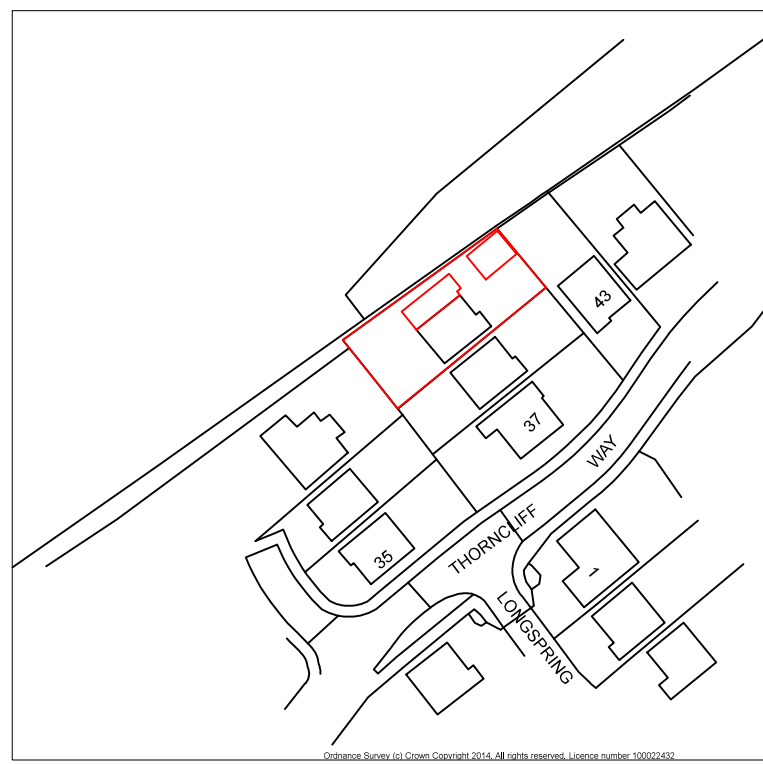 43
37
WAY
THORNCLIFF
35
1
LONGSPRING
Ordnance Survey (c) Crown Copyright 2014. All rights reserved. Licence number 100022432